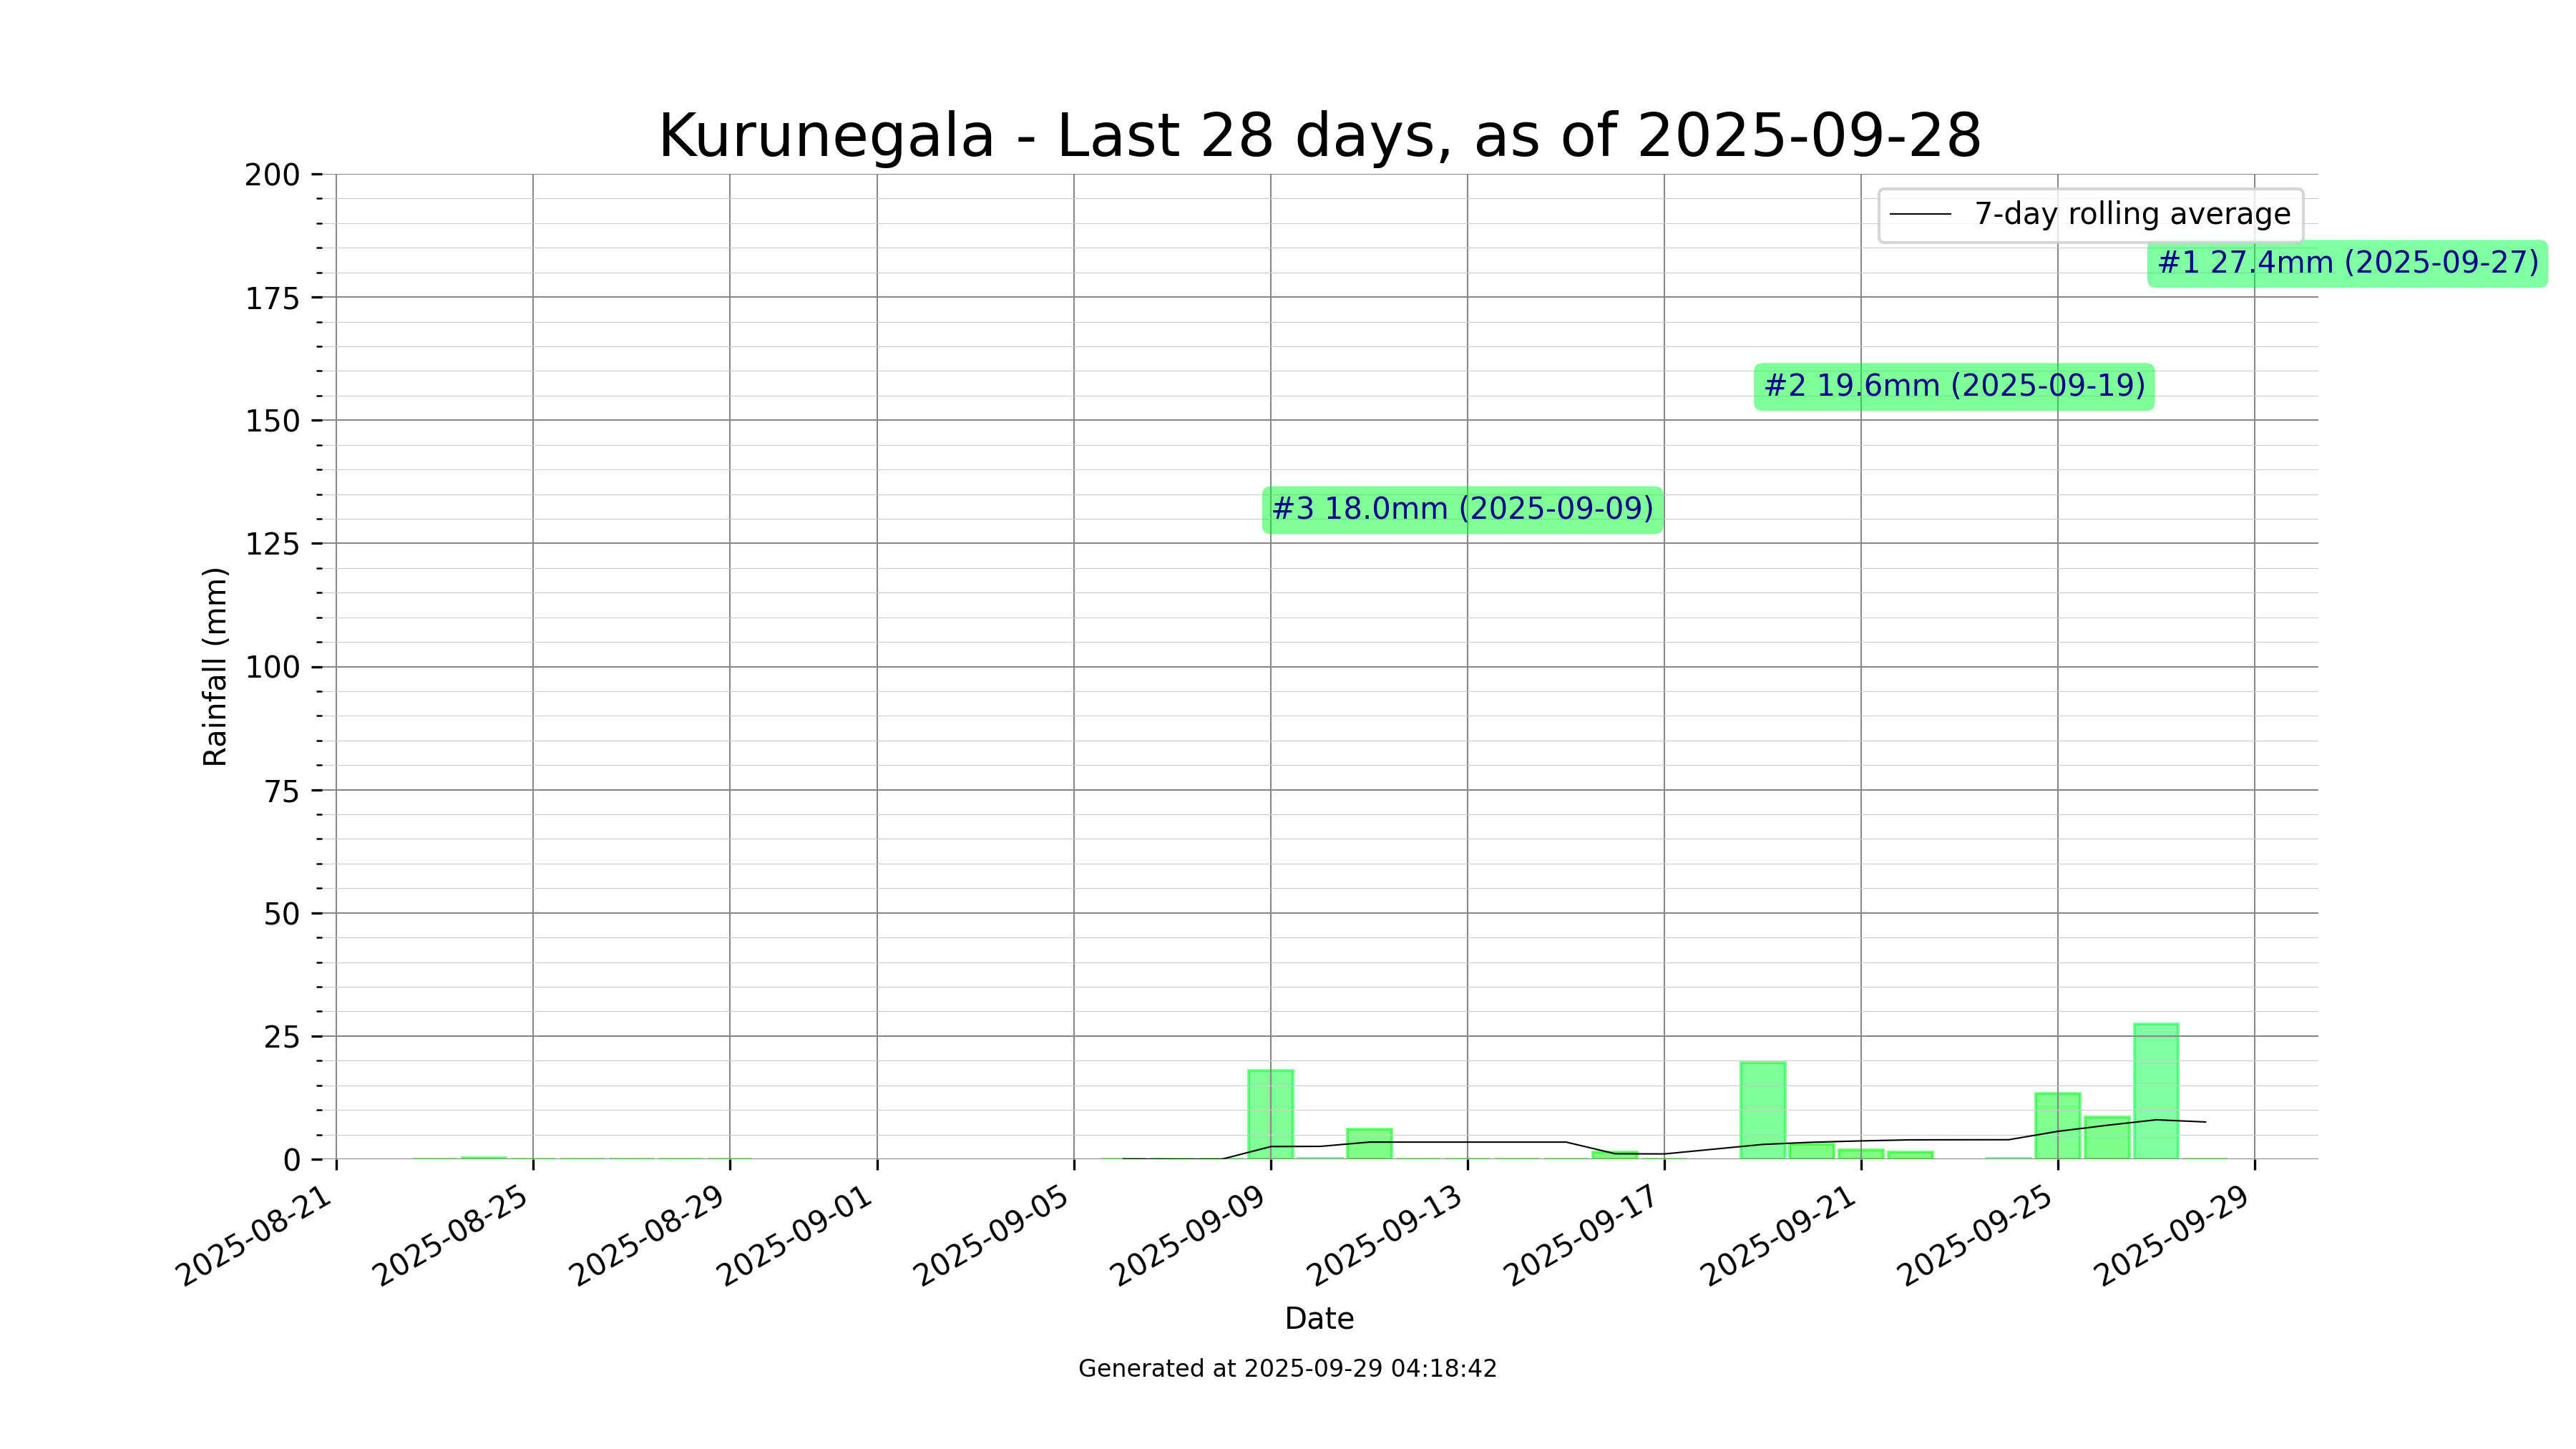 Kurunegala - Last 28 days, as of 2025-09-28
200
175
150
125
100
75
50
25
0
Rainfall (mm)
7-day rolling average
#1 27.4mm (2025-09-27)
#2 19.6mm (2025-09-19)
#3 18.0mm (2025-09-09)
2025-08-21
2025-08-25
2025-08-29
2025-09-01
2025-09-05
2025-09-09
2025-09-13
2025-09-17
2025-09-21
2025-09-25
2025-09-29
Date
Generated at 2025-09-29 04:18:42